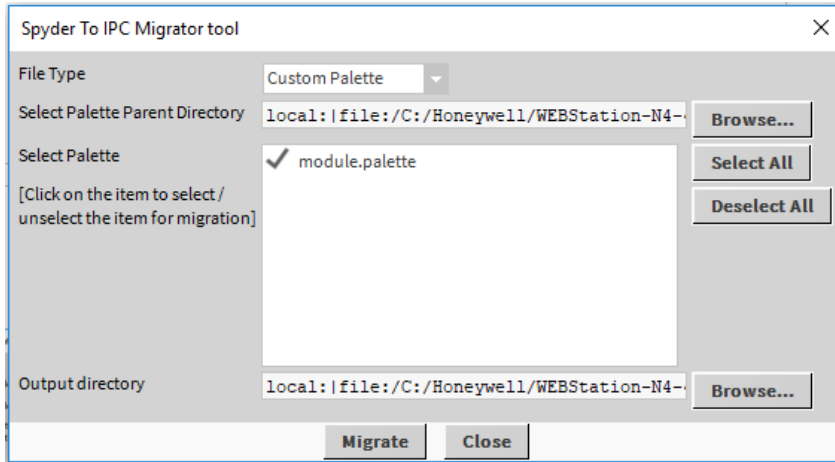 Spyder To IPC Migrator tool
File Type
Custom Palette
Select Palette Parent Directory
local:|file:/C:/Honeywell/WEBStation-N4-
Browse...
Select Palette
module.palette
Select All
[Click on the item to select /
unselect the item for migration]
Deselect All
Output directory
local:|file:/C:/Honeywell/WEBStation-N4-
Browse...
Migrate
Close